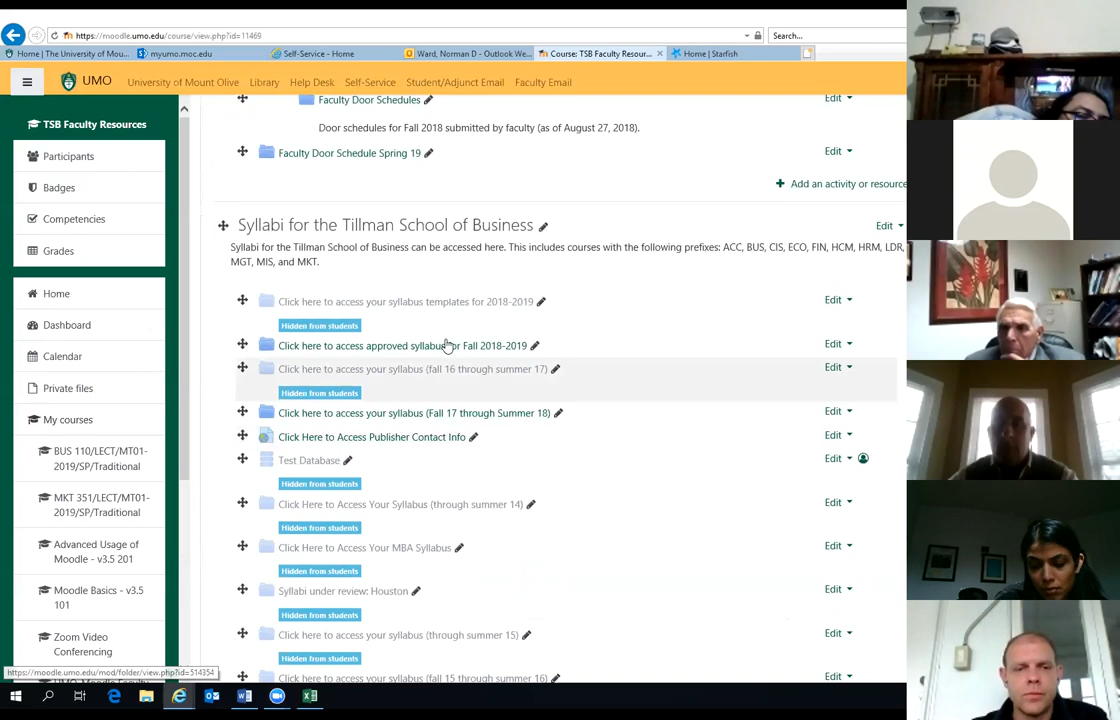 https://moodle.umo.edu/course/view.php?id=11469
Search...
Home | The University of Mou...
myumo.moc.edu
Self-Service - Home
Ward, Norman D - Outlook We...
Course: TSB Faculty Resour...
Home | Starfish
UMO
University of Mount Olive
Library
Help Desk
Self-Service
Student/Adjunct Email
Faculty Email
TSB Faculty Resources
Participants
Badges
Competencies
Grades
Home
Dashboard
Calendar
Private files
My courses
BUS 110/LECT/MT01-
2019/SP/Traditional
MKT 351/LECT/MT01-
2019/SP/Traditional
Advanced Usage of
Moodle - v3.5 201
Moodle Basics - v3.5
101
Zoom Video
Conferencing
Faculty Door Schedules
Edit
Door schedules for Fall 2018 submitted by faculty (as of August 27, 2018).
Faculty Door Schedule Spring 19
Edit
Add an activity or resource
Syllabi for the Tillman School of Business
Edit
Syllabi for the Tillman School of Business can be accessed here. This includes courses with the following prefixes: ACC, BUS, CIS, ECO, FIN, HCM, HRM, LDR,
MGT, MIS, and MKT.
Click here to access your syllabus templates for 2018-2019
Edit
Hidden from students
Click here to access approved syllabus or Fall 2018-2019
Edit
Click here to access your syllabus (fall 16 through summer 17)
Edit
Hidden from students
Click here to access your syllabus (Fall 17 through Summer 18)
Edit
Click Here to Access Publisher Contact Info
Edit
Test Database
Edit
Hidden from students
Click Here to Access Your Syllabus (through summer 14)
Edit
Hidden from students
Click Here to Access Your MBA Syllabus
Edit
Hidden from students
Syllabi under review: Houston
Edit
Hidden from students
Click here to access your syllabus (through summer 15)
Edit
Hidden from students
Click here to access your syllabus (fall 15 through summer 16)
Edit
https://moodle.umo.edu/mod/folder/view.php?id=514354